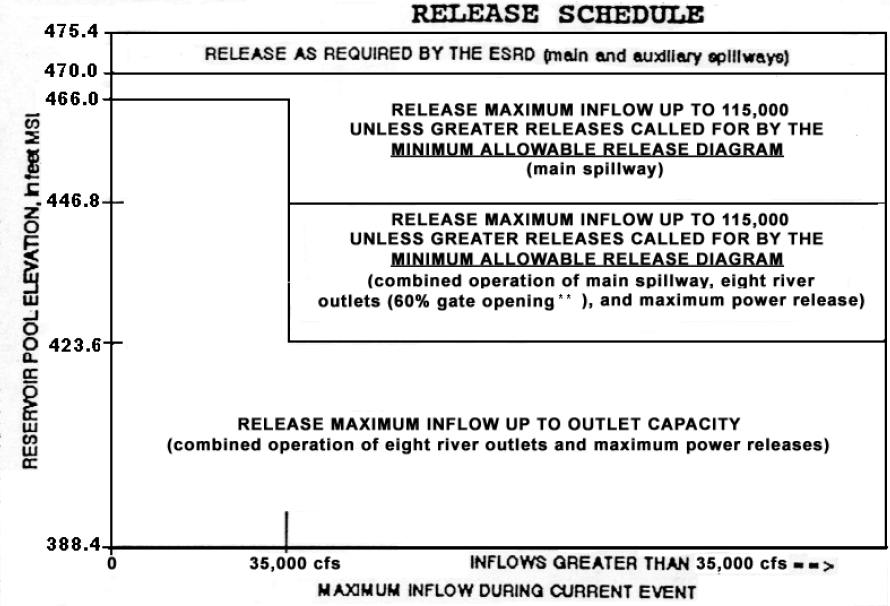 RELEASE SCHEDULE
475.4
RELEASE AS REQUIRED BY THE ESRD (main and auxiliary spillways)
470.0
466.0
RELEASE MAXIMUM INFLOW UP TO 115,000
UNLESS GREATER RELEASES CALLED FOR BY THE
MINIMUM ALLOWABLE RELEASE DIAGRAM
(main spillway)
446.8
RELEASE MAXIMUM INFLOW UP TO 115,000
UNLESS GREATER RELEASES CALLED FOR BY THE
MINIMUM ALLOWABLE RELEASE DIAGRAM
(combined operation of main spillway, eight river
outlets (60% gate opening ** ), and maximum power release)
423.6
RESERVOIR POOL ELEVATION, in feet MSl
RELEASE MAXIMUM INFLOW UP TO OUTLET CAPACITY
(combined operation of eight river outlets and maximum power releases)
388.4
0
35,000 cfs
INFLOWS GREATER THAN 35,000 cfs ==>
MAXIMUM INFLOW DURING CURRENT EVENT